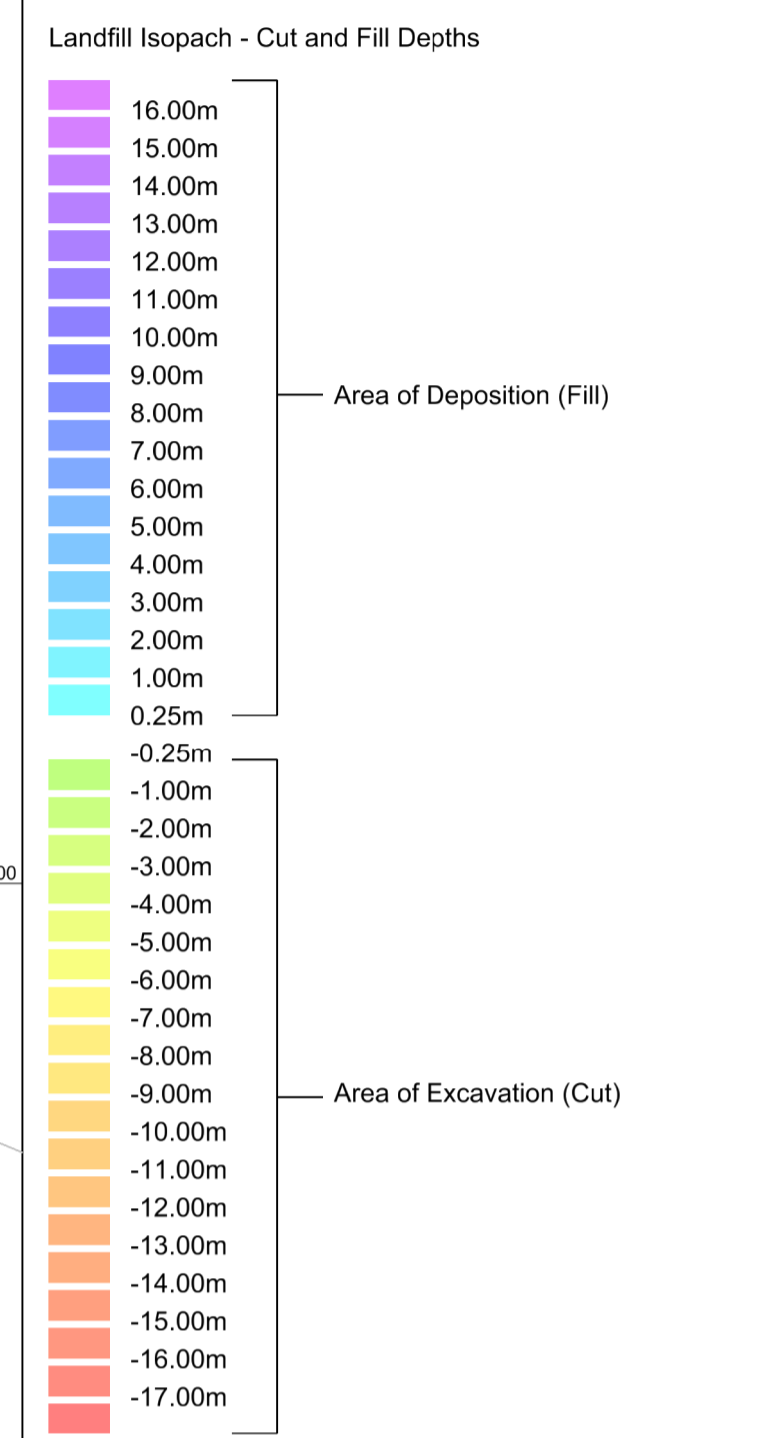 Landfill Isopach - Cut and Fill Depths
16.00m
15.00m
14.00m
13.00m
12.00m
11.00m
10.00m
9.00m
Area of Deposition (Fill)
8.00m
7.00m
6.00m
5.00m
4.00m
3.00m
2.00m
1.00m
0.25m
-0.25m
-1.00m
-2.00m
-3.00m
00
-4.00m
-5.00m
-6.00m
-7.00m
-8.00m
-9.00m
Area of Excavation (Cut)
-10.00m
-11.00m
-12.00m
-13.00m
-14.00m
-15.00m
-16.00m
-17.00m